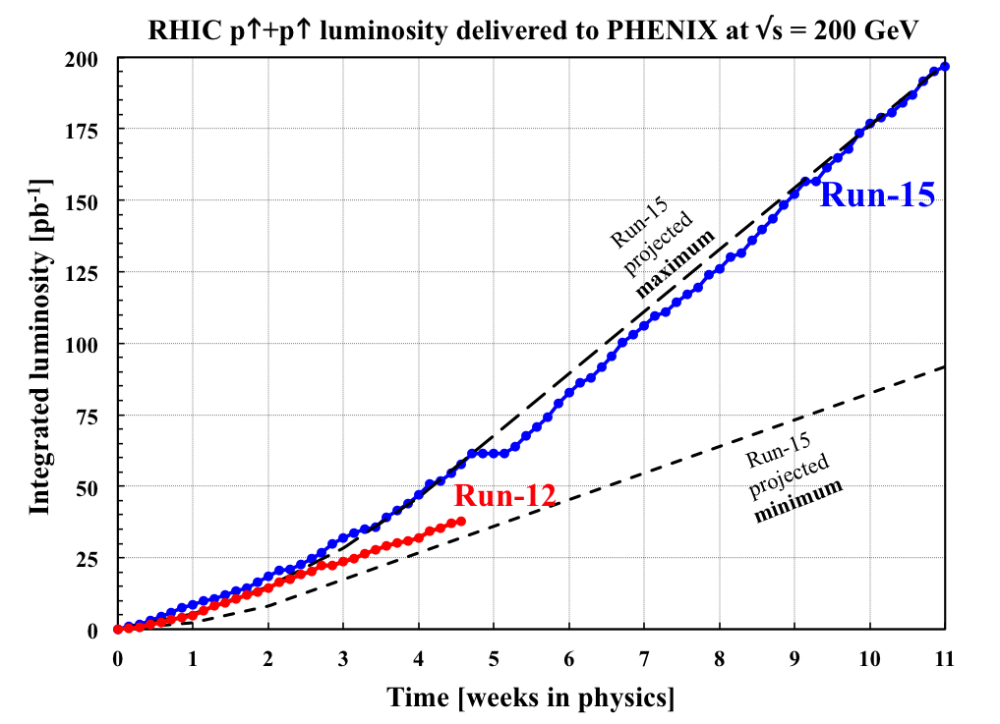 RHIC p↑+p↑ luminosity delivered to PHENIX at √s = 200 GeV
Integrated luminosity [pb⁻¹]
200
175
150
125
100
75
50
25
0
Run-15
projected
maximum
Run-15
Run-12
Run-15
projected
minimum
0 1 2 3 4 5 6 7 8 9 10 11
Time [weeks in physics]